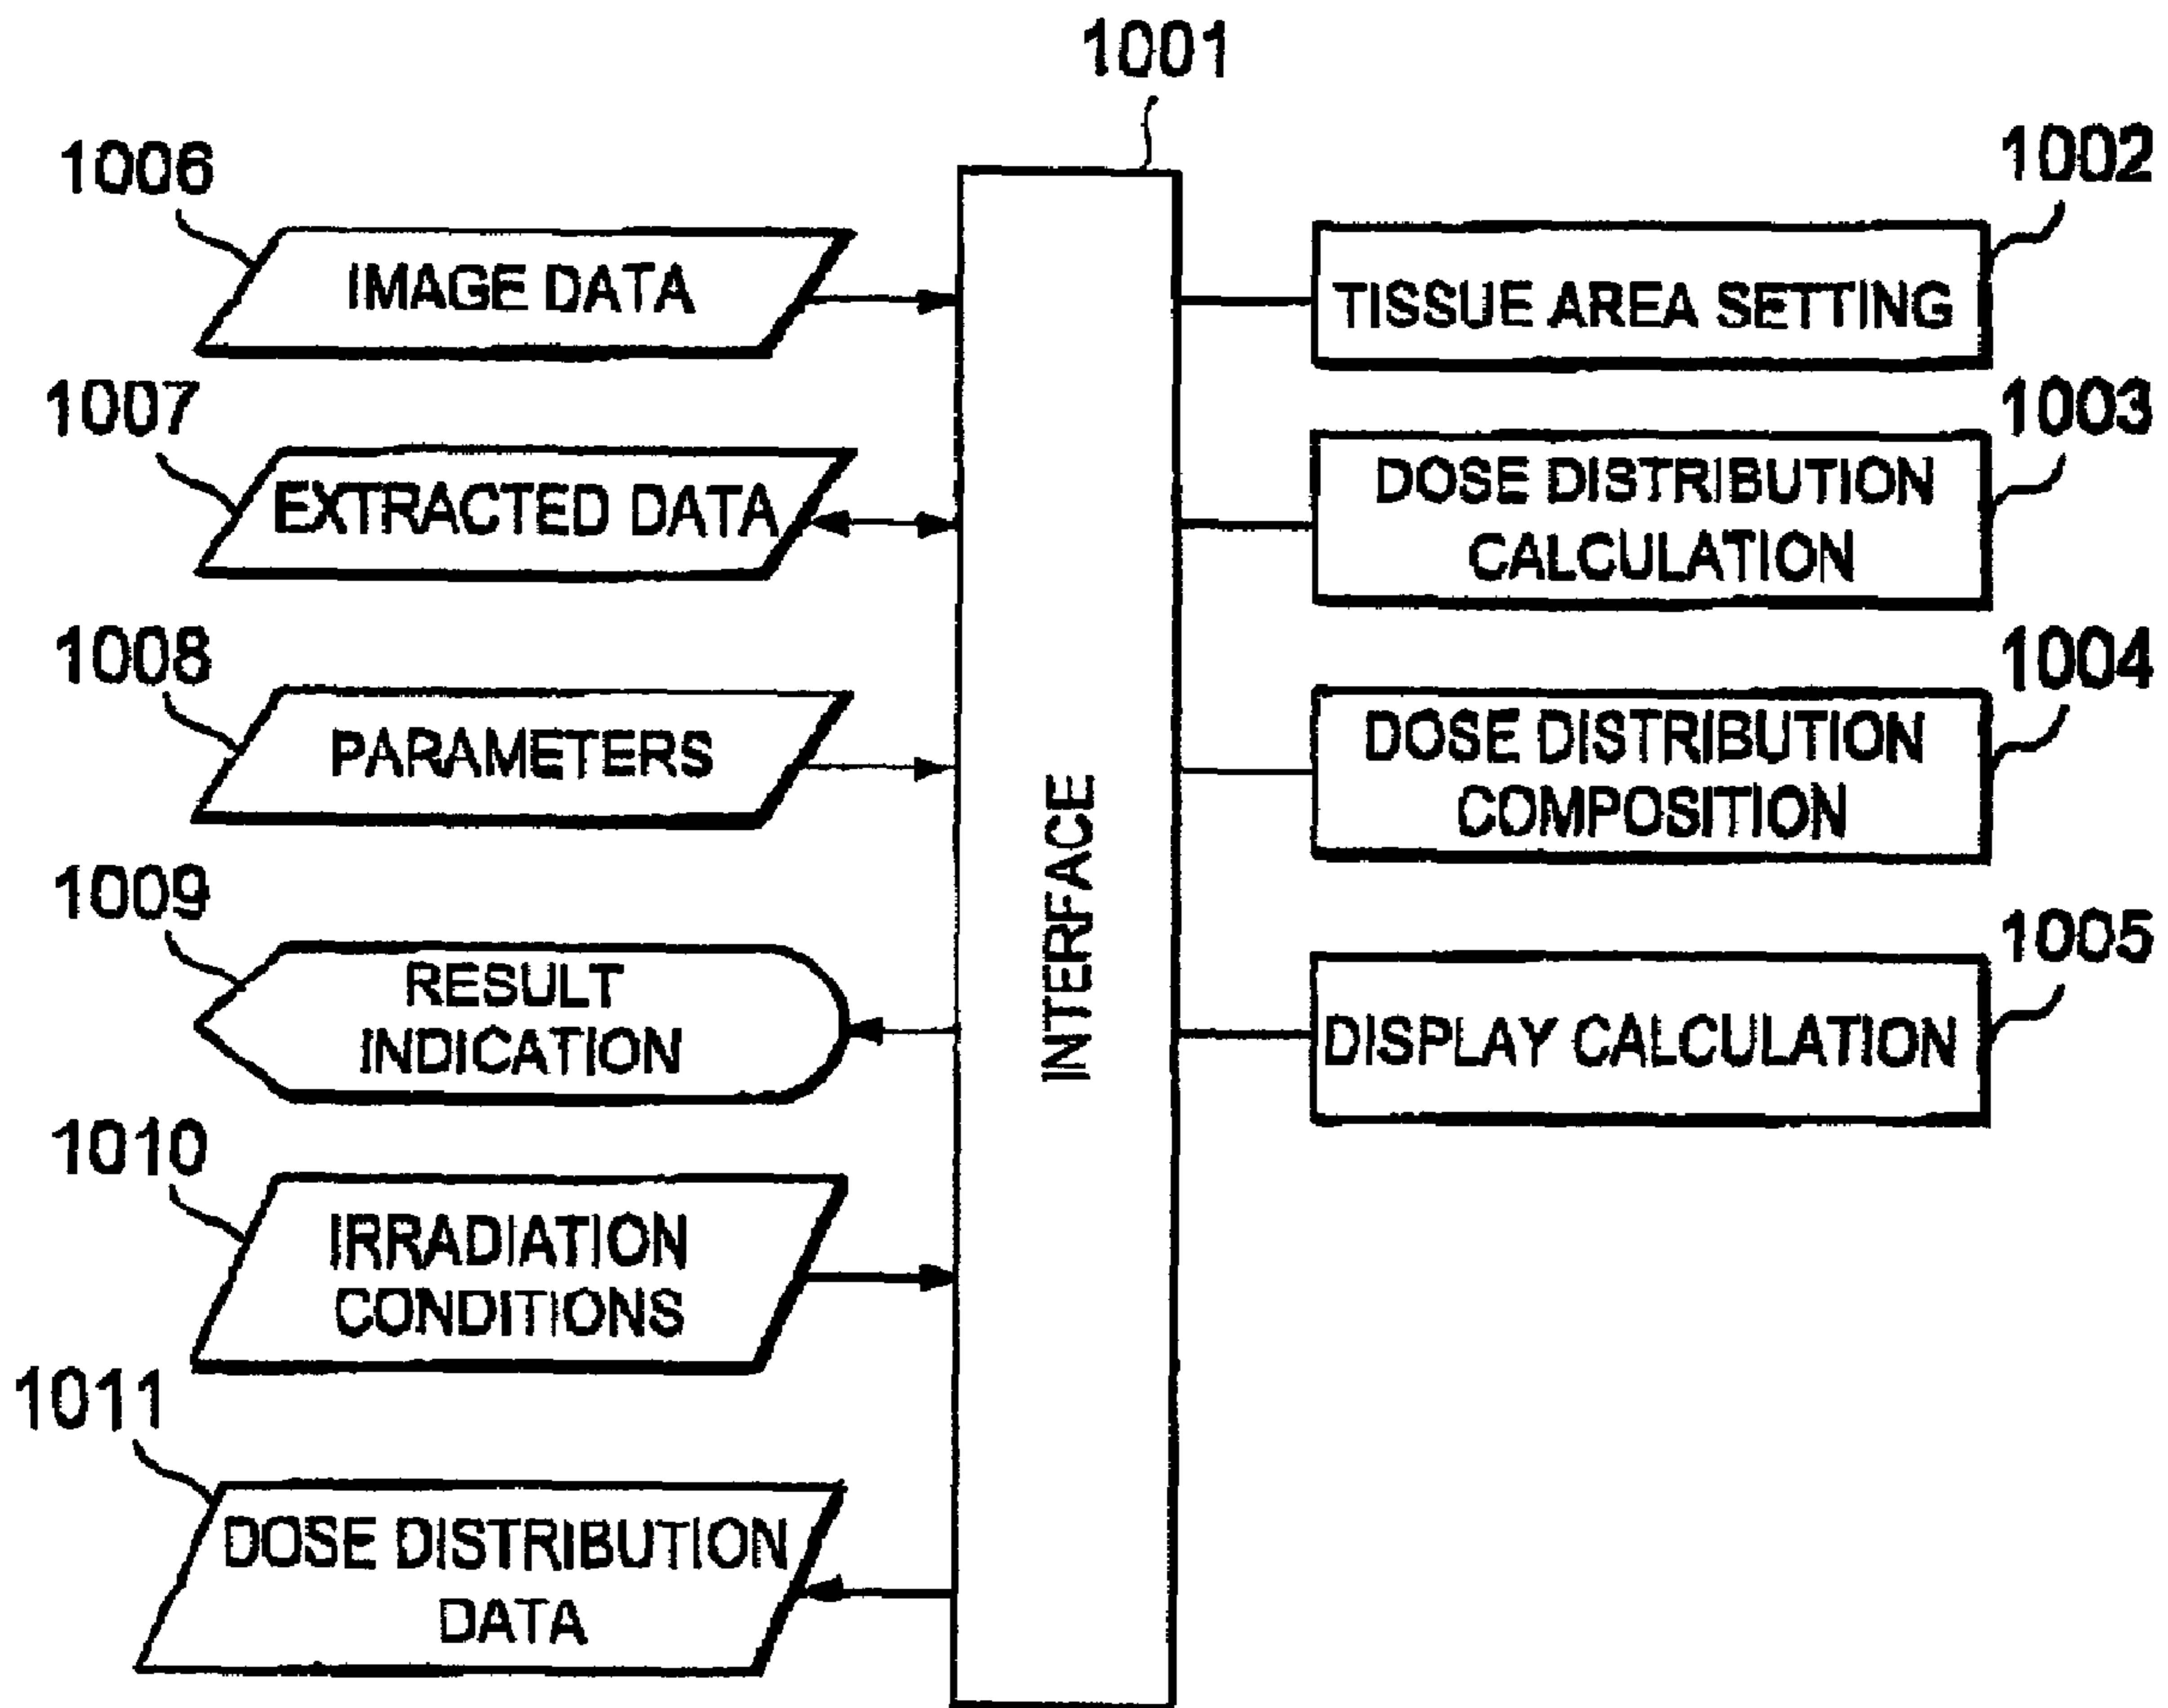 1001
1006
IMAGE DATA
1007
EXTRACTED DATA
1008
PARAMETERS
1009
RESULT
INDICATION
1010
IRRADIATION
CONDITIONS
1011
DOSE DISTRIBUTION
DATA
INTERFACE
1002
TISSUE AREA SETTING
1003
DOSE DISTRIBUTION
CALCULATION
1004
DOSE DISTRIBUTION
COMPOSITION
1005
DISPLAY CALCULATION